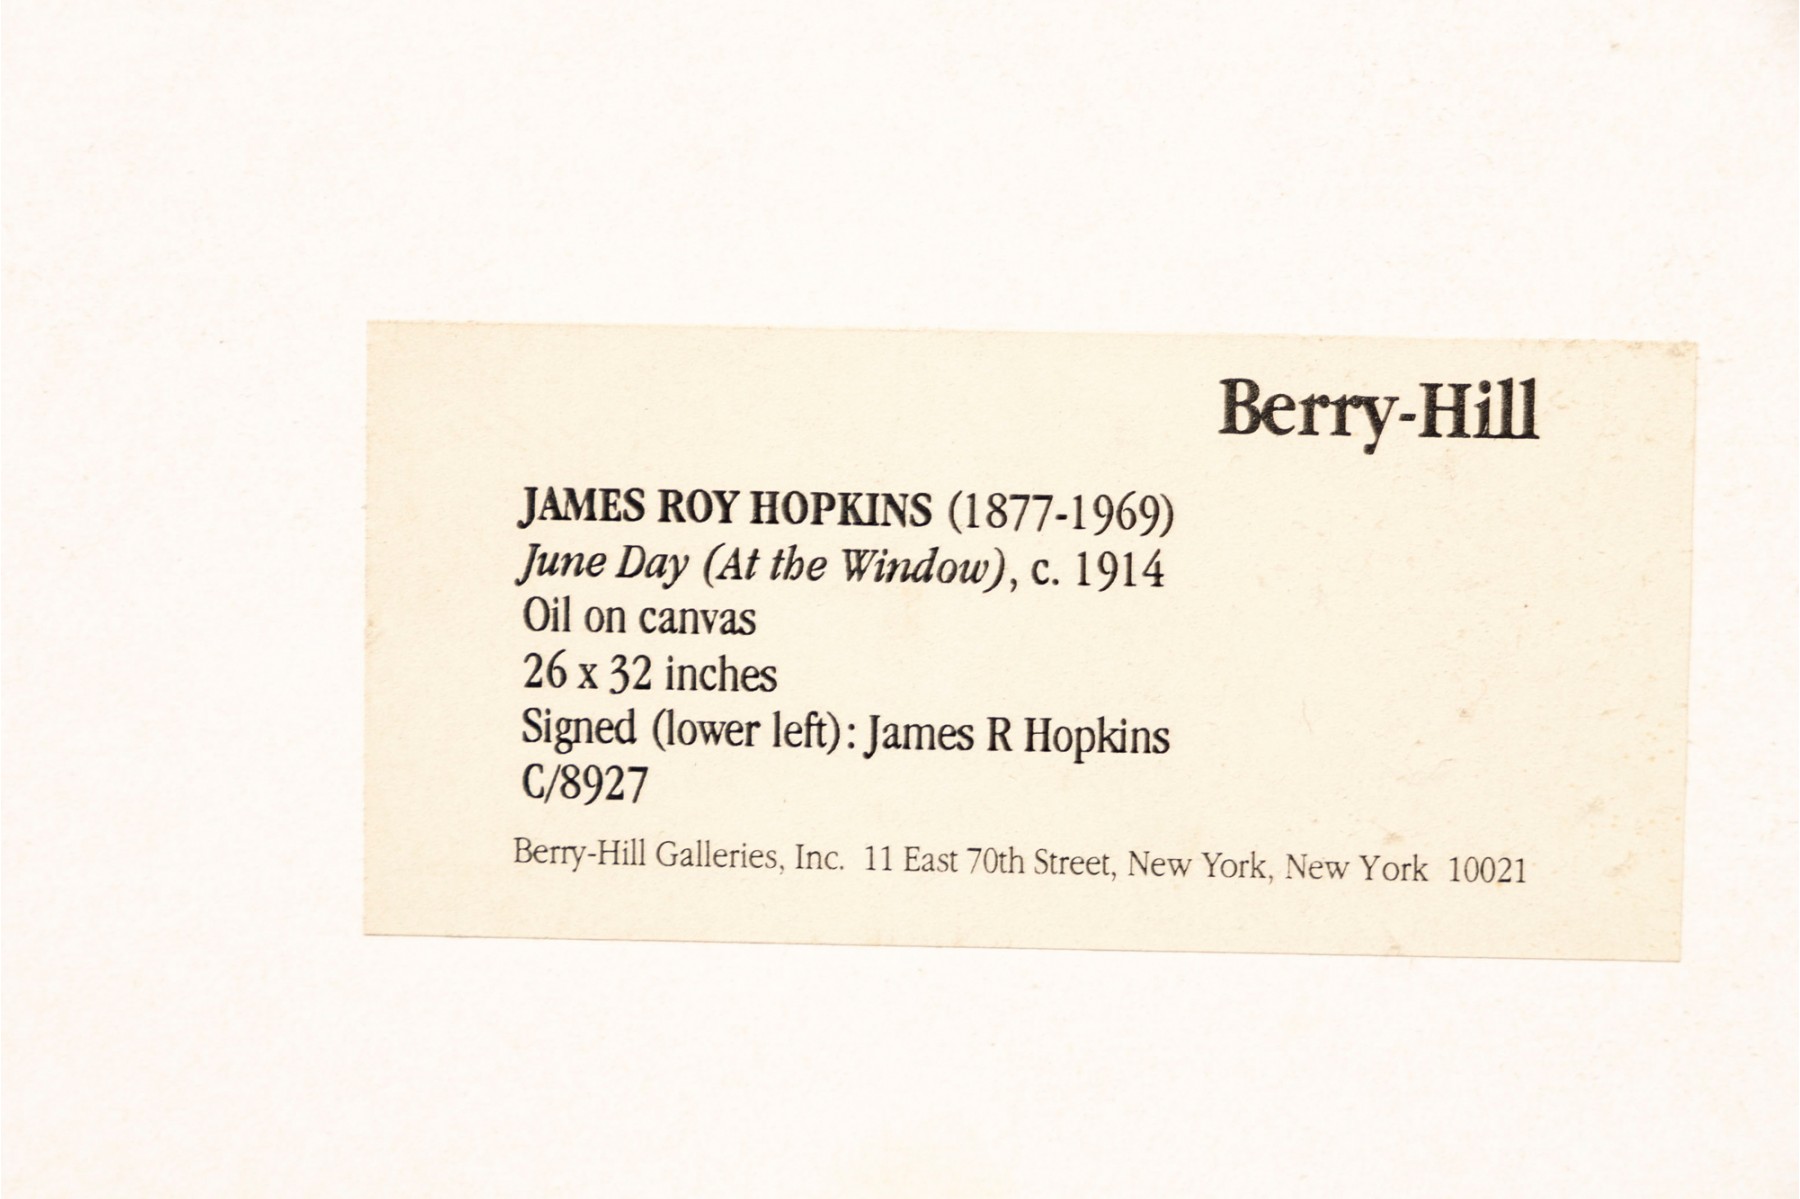 Berry-Hill
JAMES ROY HOPKINS (1877-1969)
June Day (At the Window), c. 1914
Oil on canvas
26 x 32 inches
Signed (lower left): James R Hopkins
C/8927
Berry-Hill Galleries, Inc. 11 East 70th Street, New York, New York 10021